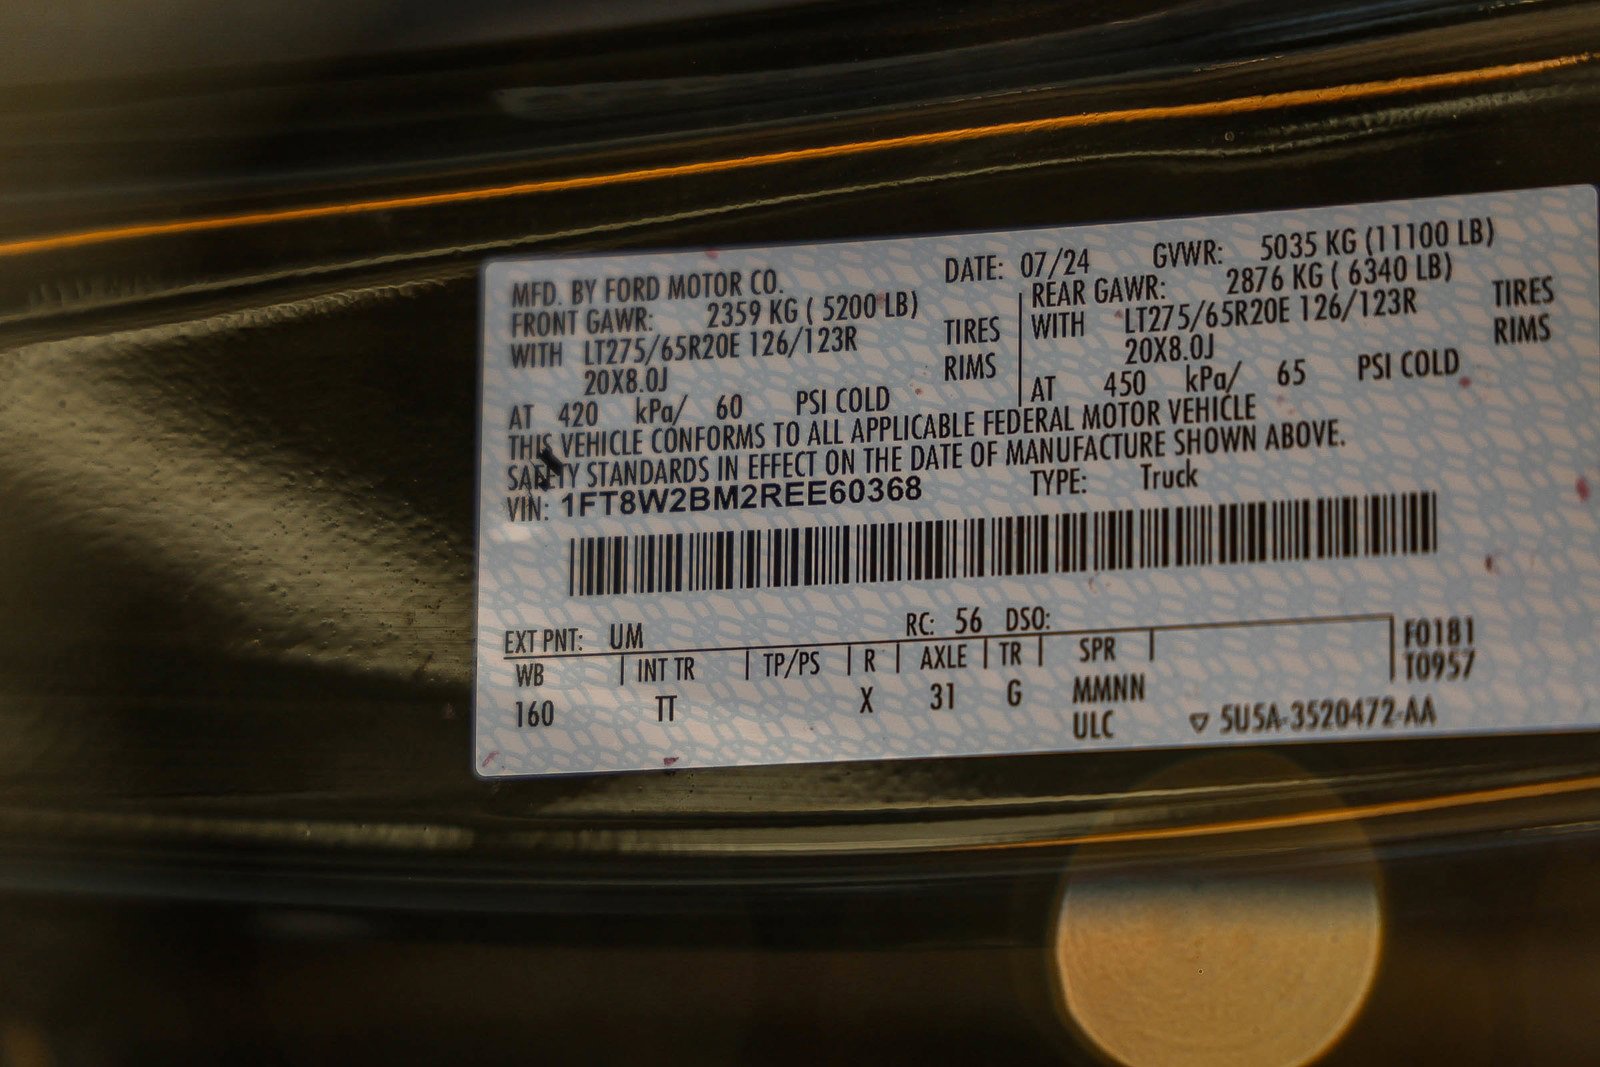 MFD. BY FORD MOTOR CO. DATE: 07/24 GVWR: 5035 KG (11100 LB)
FRONT GAWR: 2359 KG ( 5200 LB) REAR GAWR: 2876 KG ( 6340 LB)
WITH LT275/65R20E 126/123R TIRES WITH LT275/65R20E 126/123R TIRES
20X8.0J RIMS 20X8.0J RIMS
AT 420 kPa/ 60 PSI COLD AT 450 kPa/ 65 PSI COLD
THIS VEHICLE CONFORMS TO ALL APPLICABLE FEDERAL MOTOR VEHICLE
SAFETY STANDARDS IN EFFECT ON THE DATE OF MANUFACTURE SHOWN ABOVE.
VIN: 1FT8W2BM2REE60368 TYPE: Truck
EXT PNT: UM RC: 56 DSO:
WB INT TR TP/PS R AXLE TR SPR F0181
T0957
160 TT X 31 G MMNN
ULC ▽ 5U5A-3520472-AA